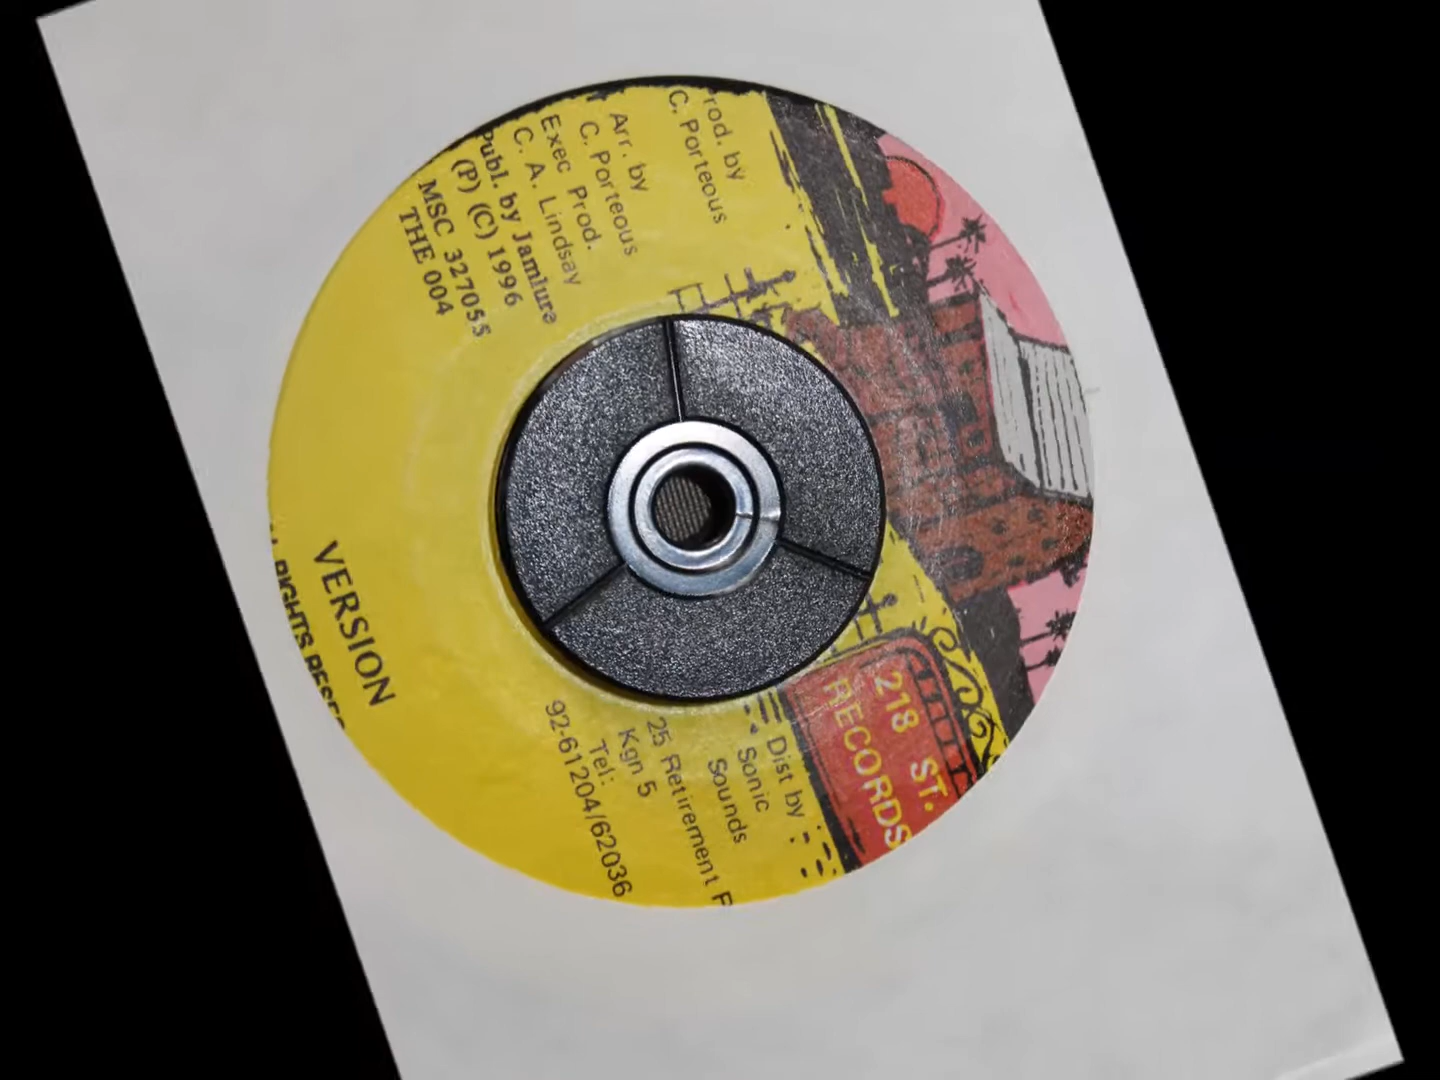 218 ST.
RECORDS
rod. by
C. Porteous
Arr. by
C. Porteous
Exec Prod.
C. A. Lindsay
Publ. by Jamlure
(P) (C) 1996
MSC 327055
THE 004
Dist by :
Sonic
Sounds
25 Retirement
Kgn 5
Tel:
92-61204/62036
VERSION
RIGHTS